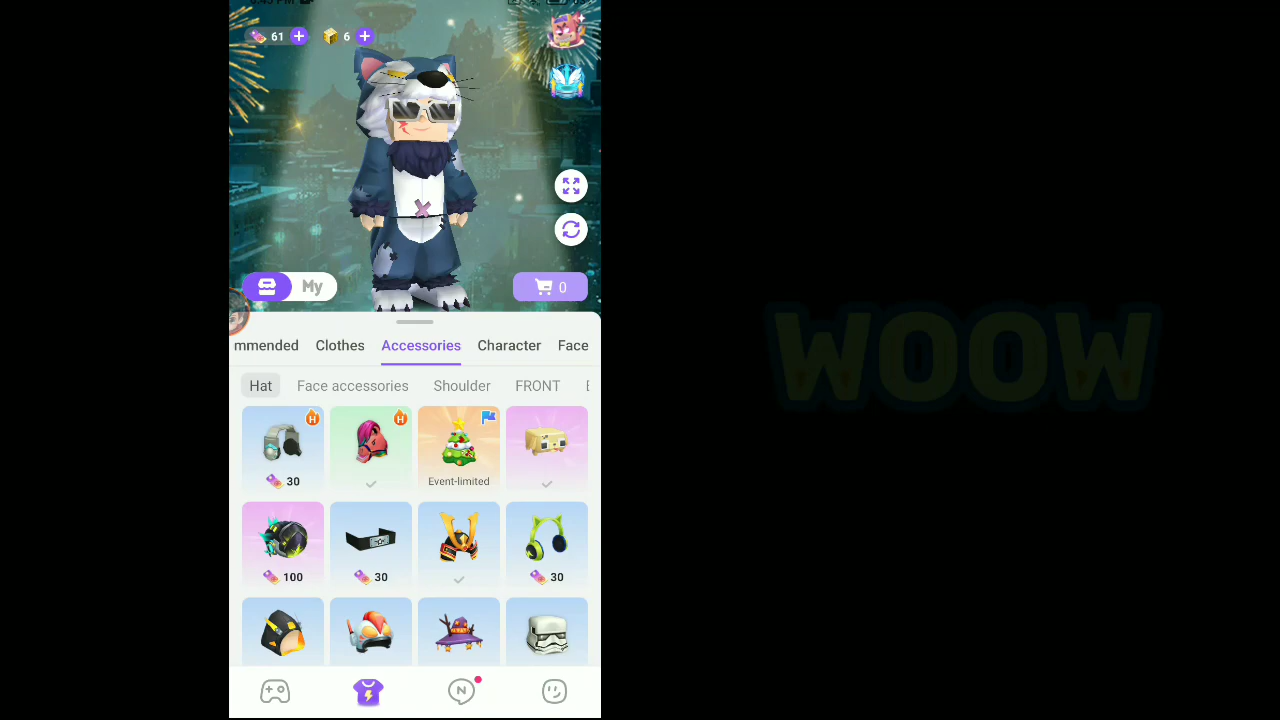 61
6
My
0
mmended Clothes Accessories Character Face
Hat Face accessories Shoulder FRONT
H
H
30
Event-limited
100
30
30
N
WOOW